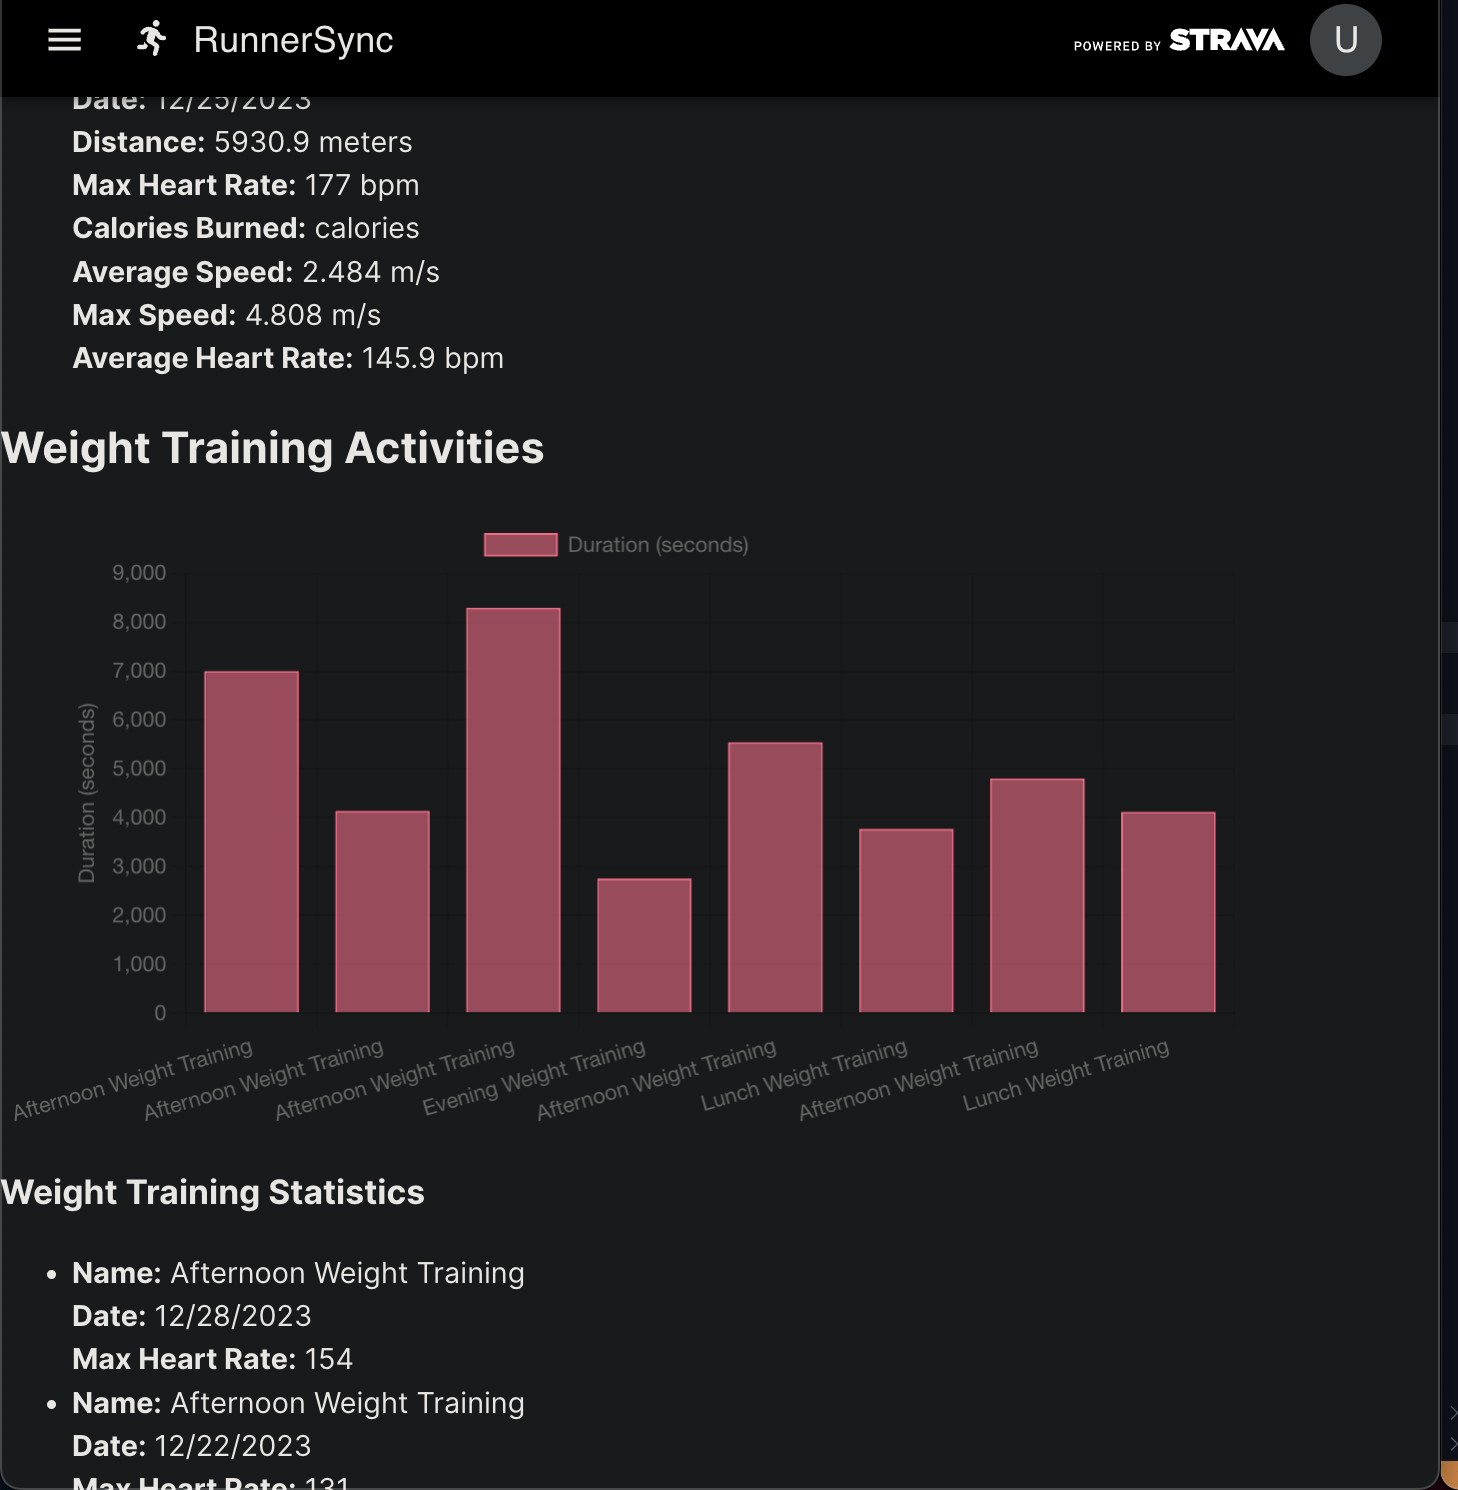 RunnerSync
POWERED BY STRAVA
U
Date: 12/25/2023
Distance: 5930.9 meters
Max Heart Rate: 177 bpm
Calories Burned: calories
Average Speed: 2.484 m/s
Max Speed: 4.808 m/s
Average Heart Rate: 145.9 bpm
Weight Training Activities
Duration (seconds)
Duration (seconds)
9,000
8,000
7,000
6,000
5,000
4,000
3,000
2,000
1,000
0
Afternoon Weight Training
Afternoon Weight Training
Afternoon Weight Training
Evening Weight Training
Afternoon Weight Training
Lunch Weight Training
Afternoon Weight Training
Lunch Weight Training
Weight Training Statistics
• Name: Afternoon Weight Training
Date: 12/28/2023
Max Heart Rate: 154
• Name: Afternoon Weight Training
Date: 12/22/2023
Max Heart Rate: 131